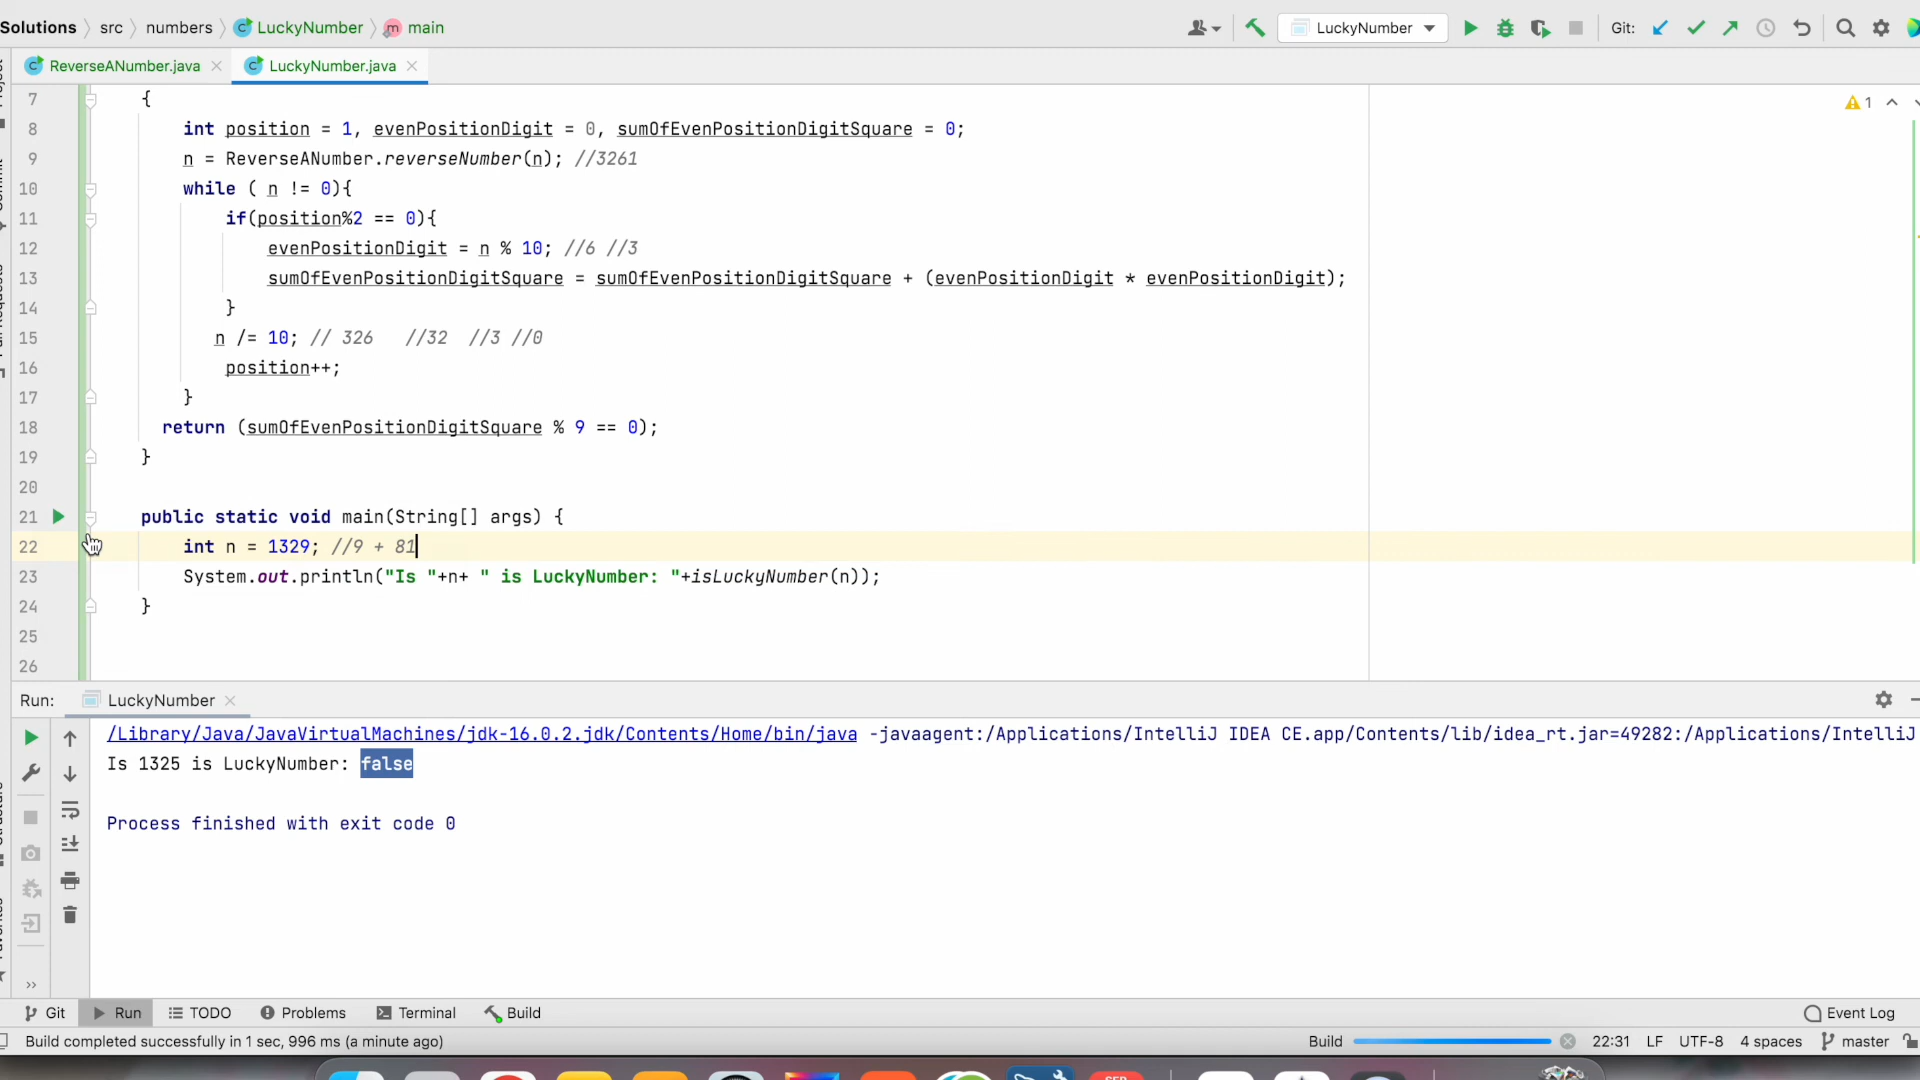 Solutions src numbers LuckyNumber main LuckyNumber Git:
ReverseANumber.java LuckyNumber.java
7 {
1
8 int position = 1, evenPositionDigit = 0, sumOfEvenPositionDigitSquare = 0;
9 n = ReverseANumber.reverseNumber(n); //3261
10 while ( n != 0){
11 if(position%2 == 0){
12 evenPositionDigit = n % 10; //6 //3
13 sumOfEvenPositionDigitSquare = sumOfEvenPositionDigitSquare + (evenPositionDigit * evenPositionDigit);
14 }
15 n /= 10; // 326 //32 //3 //0
16 position++;
17 }
18 return (sumOfEvenPositionDigitSquare % 9 == 0);
19 }
20
21 public static void main(String[] args) {
22 int n = 1329; //9 + 81
23 System.out.println("Is "+n+ " is LuckyNumber: "+isLuckyNumber(n));
24 }
25
26
Run: LuckyNumber
/Library/Java/JavaVirtualMachines/jdk-16.0.2.jdk/Contents/Home/bin/java -javaagent:/Applications/IntelliJ IDEA CE.app/Contents/lib/idea_rt.jar=49282:/Applications/IntelliJ
Is 1325 is LuckyNumber: false
Process finished with exit code 0
Git Run TODO Problems Terminal Build Event Log
Build completed successfully in 1 sec, 996 ms (a minute ago) Build 22:31 LF UTF-8 4 spaces master